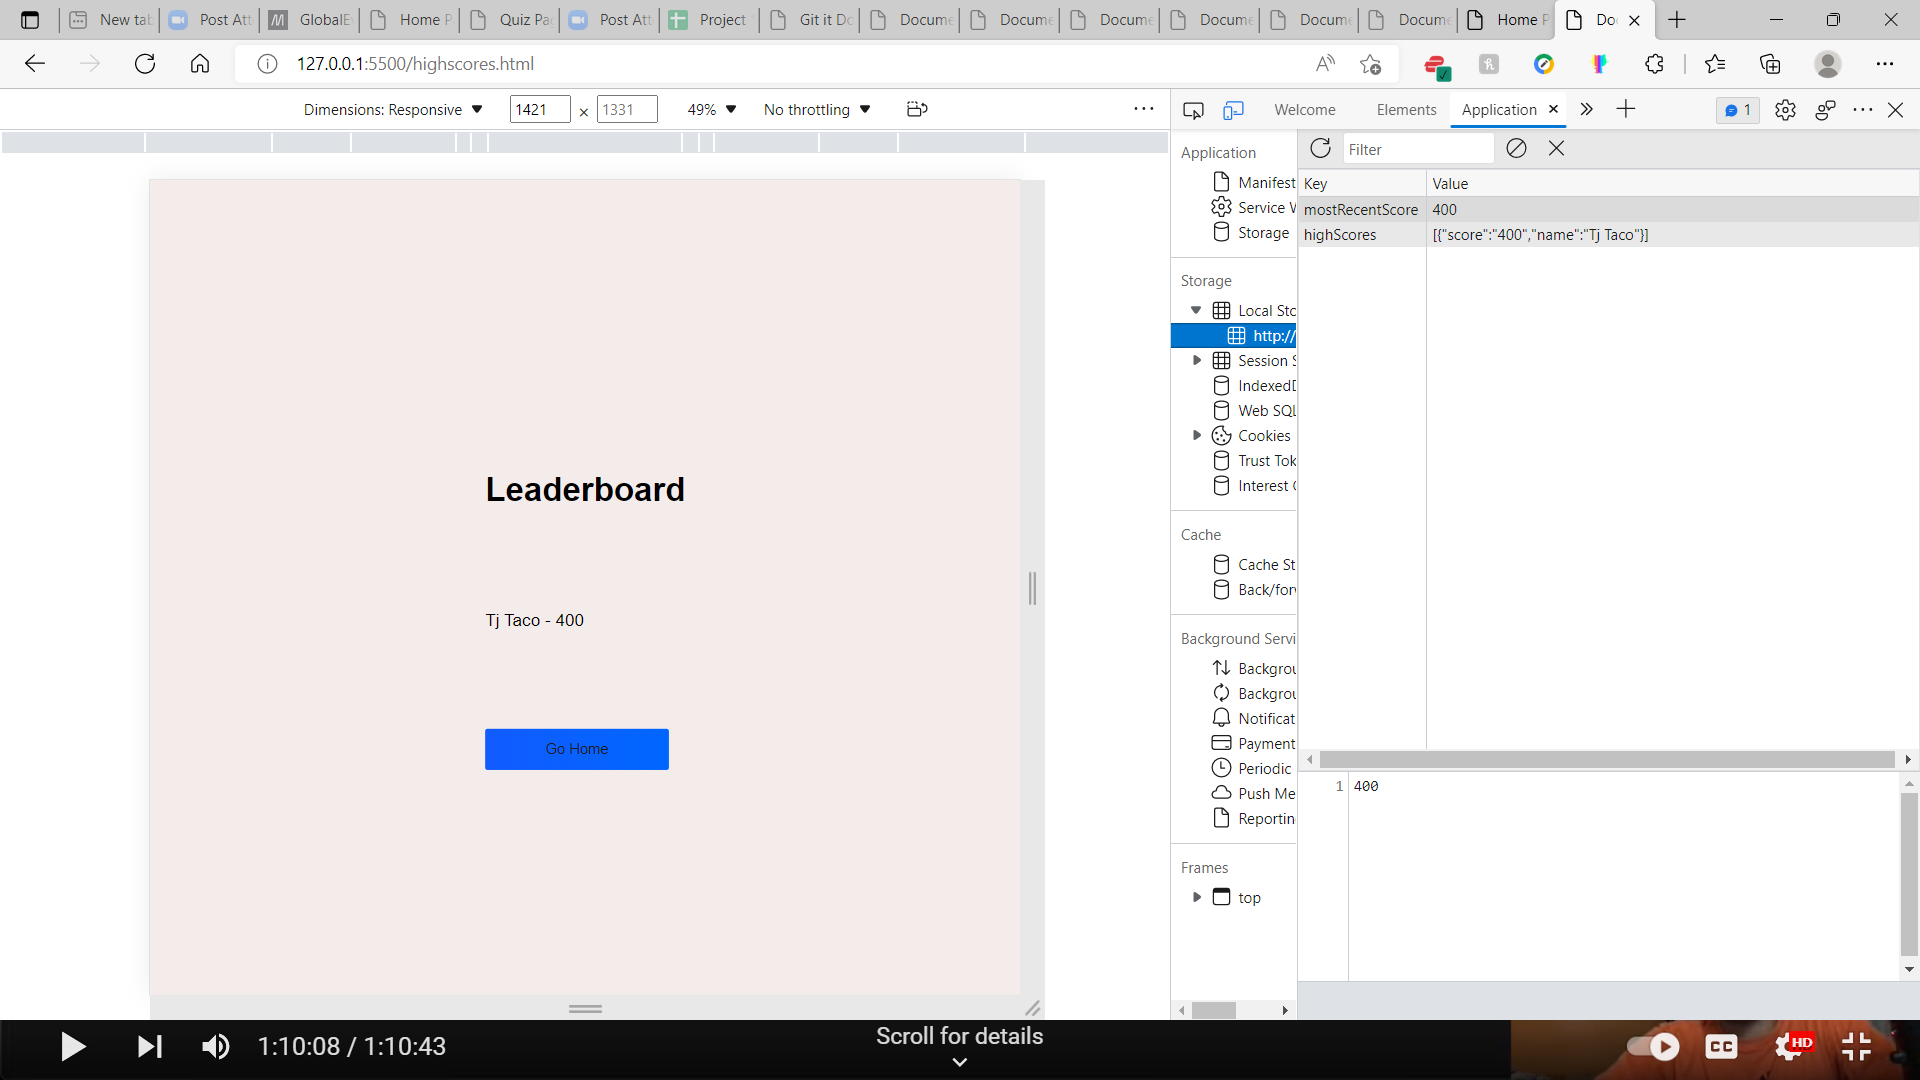 New tab
Post Att
GlobalE
Home P
Quiz Pa
Post Att
Project
Git it Do
Docume
Docume
Docume
Docume
Docume
Docume
Home P
Do
127.0.0.1:5500/highscores.html
Dimensions: Responsive 1421 × 1331 49% No throttling
Welcome Elements Application 1
Application
Manifest
Service W
Storage
Storage
Local Sto
http://
Session S
IndexedD
Web SQL
Cookies
Trust Tok
Interest G
Cache
Cache St
Back/for
Background Servi
Backgrou
Backgrou
Notificat
Payment
Periodic
Push Me
Reportin
Frames
top
Filter
Key Value
mostRecentScore 400
highScores [{"score":"400","name":"Tj Taco"}]
1 400
Leaderboard
Tj Taco - 400
Go Home
1:10:08 / 1:10:43
Scroll for details
CC
HD